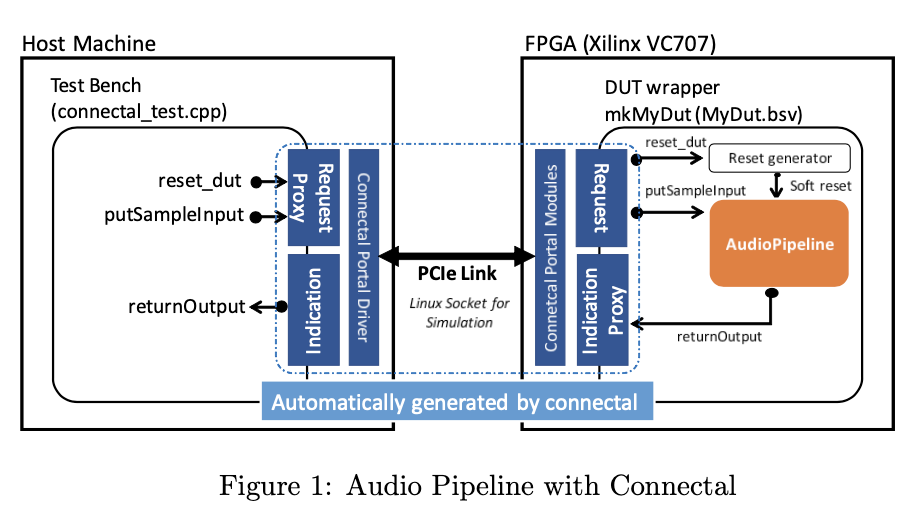 Host Machine
FPGA (Xilinx VC707)
Test Bench
(connectal_test.cpp)
DUT wrapper
mkMyDut (MyDut.bsv)
reset_dut
putSampleInput
returnOutput
Request
Proxy
Indication
Connectal Portal Driver
PCIe Link
Linux Socket for
Simulation
Connetcal Portal Modules
Request
Indication
Proxy
reset_dut
Reset generator
Soft reset
putSampleInput
AudioPipeline
returnOutput
Automatically generated by connectal
Figure 1: Audio Pipeline with Connectal